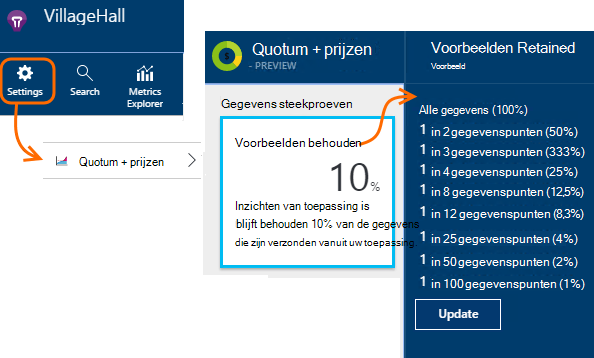 VillageHall
Settings
Search
Metrics
Explorer
Quotum + prijzen
Quotum + prijzen
- PREVIEW
Gegevens steekproeven
Voorbeelden behouden
10%
Inzichten van toepassing is
blijft behouden 10% van de gegevens
die zijn verzonden vanuit uw toepassing.
Voorbeelden Retained
Voorbeeld
Alle gegevens (100%)
1 in 2 gegevenspunten (50%)
1 in 3 gegevenspunten (333%)
1 in 4 gegevenspunten (25%)
1 in 8 gegevenspunten (12,5%)
1 in 12 gegevenspunten (8,3%)
1 in 25 gegevenspunten (4%)
1 in 50 gegevenspunten (2%)
1 in 100 gegevenspunten (1%)
Update